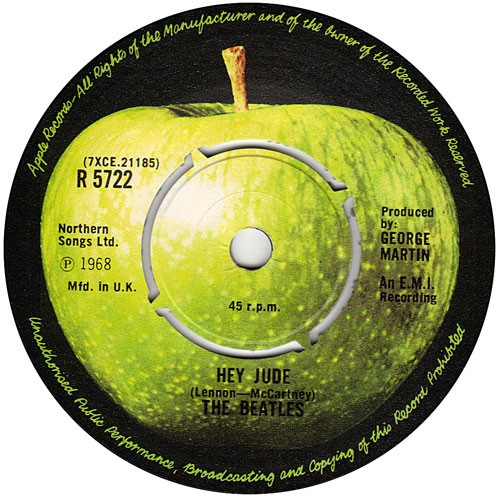 Apple Records—All Rights of the Manufacturer and of the Owner of the Recorded Work Reserved
(7XCE.21185)
R 5722
Northern
Songs Ltd.
Ⓟ 1968
Mfd. in U.K.
Produced
by:
GEORGE
MARTIN
An E.M.I.
Recording
45 r.p.m.
HEY JUDE
(Lennon—McCartney)
THE BEATLES
Unauthorised Public Performance, Broadcasting and Copying of this Record Prohibited